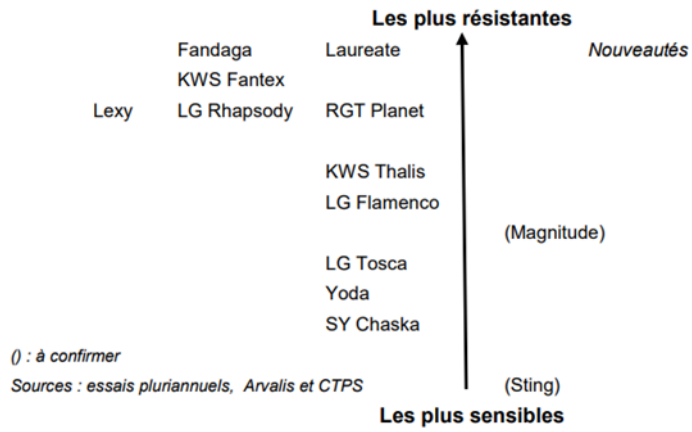 Les plus résistantes
Fandaga Laureate Nouveautés
KWS Fantex
Lexy LG Rhapsody RGT Planet
KWS Thalis
LG Flamenco
(Magnitude)
LG Tosca
Yoda
SY Chaska
() : à confirmer
Sources : essais pluriannuels, Arvalis et CTPS (Sting)
Les plus sensibles